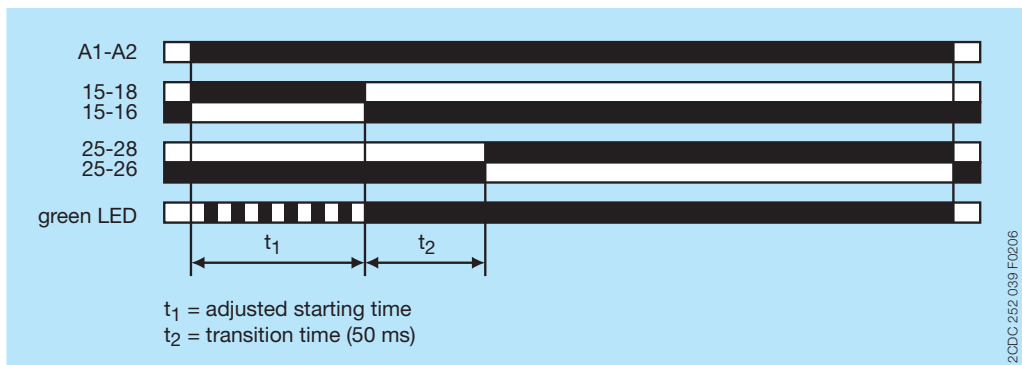 A1-A2
15-18
15-16
25-28
25-26
green LED
t₁
t₂
t₁ = adjusted starting time
t₂ = transition time (50 ms)
2CDC 252 039 F0206